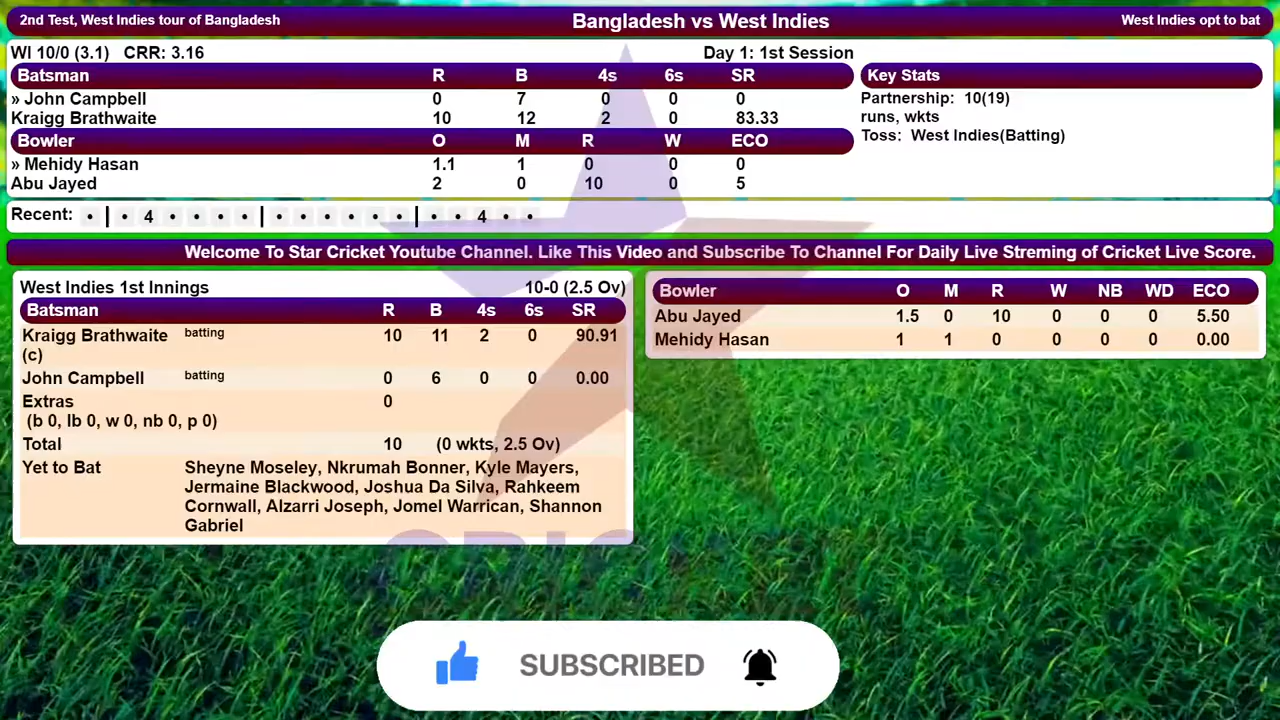 2nd Test, West Indies tour of Bangladesh Bangladesh vs West Indies West Indies opt to bat
WI 10/0 (3.1) CRR: 3.16 Day 1: 1st Session
Batsman R B 4s 6s SR Key Stats
» John Campbell 0 7 0 0 0 Partnership: 10(19)
Kraigg Brathwaite 10 12 2 0 83.33 runs, wkts
Bowler O M R W ECO Toss: West Indies(Batting)
» Mehidy Hasan 1.1 1 0 0 0
Abu Jayed 2 0 10 0 5
Recent: • | • 4 • • • • | • • • • • • | • • 4 • •
Welcome To Star Cricket Youtube Channel. Like This Video and Subscribe To Channel For Daily Live Streming of Cricket Live Score.
West Indies 1st Innings 10-0 (2.5 Ov)
Batsman R B 4s 6s SR
Kraigg Brathwaite batting 10 11 2 0 90.91
(c)
John Campbell batting 0 6 0 0 0.00
Extras 0
(b 0, lb 0, w 0, nb 0, p 0)
Total 10 (0 wkts, 2.5 Ov)
Yet to Bat Sheyne Moseley, Nkrumah Bonner, Kyle Mayers,
Jermaine Blackwood, Joshua Da Silva, Rahkeem
Cornwall, Alzarri Joseph, Jomel Warrican, Shannon
Gabriel
Bowler O M R W NB WD ECO
Abu Jayed 1.5 0 10 0 0 0 5.50
Mehidy Hasan 1 1 0 0 0 0 0.00
SUBSCRIBED